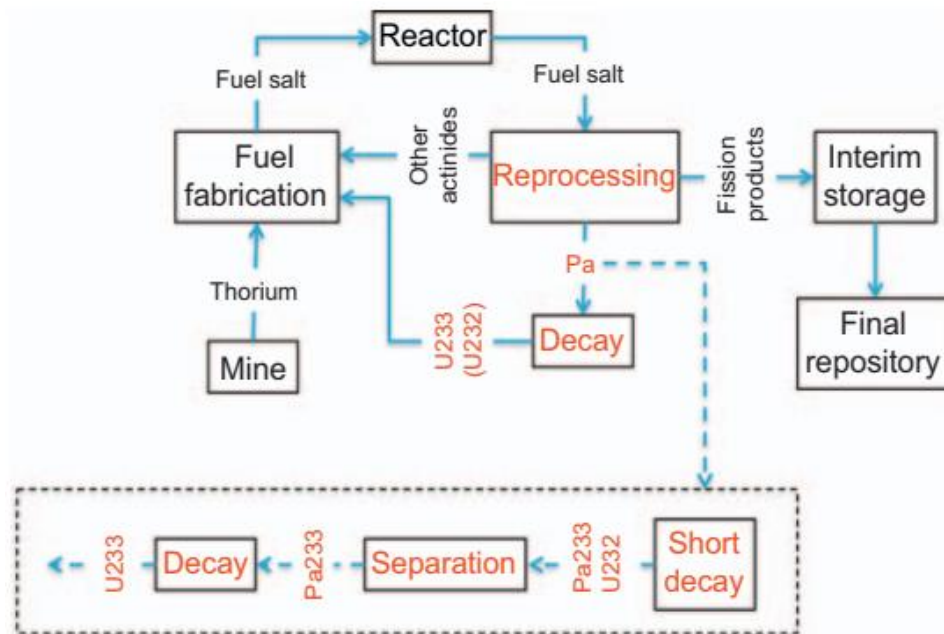 Reactor
Fuel salt
Fuel salt
Fuel
fabrication
Other
actinides
Reprocessing
Fission
products
Interim
storage
Thorium
Pa
U233
(U232)
Decay
Mine
Final
repository
U233
Decay
Pa233
Separation
Pa233
U232
Short
decay